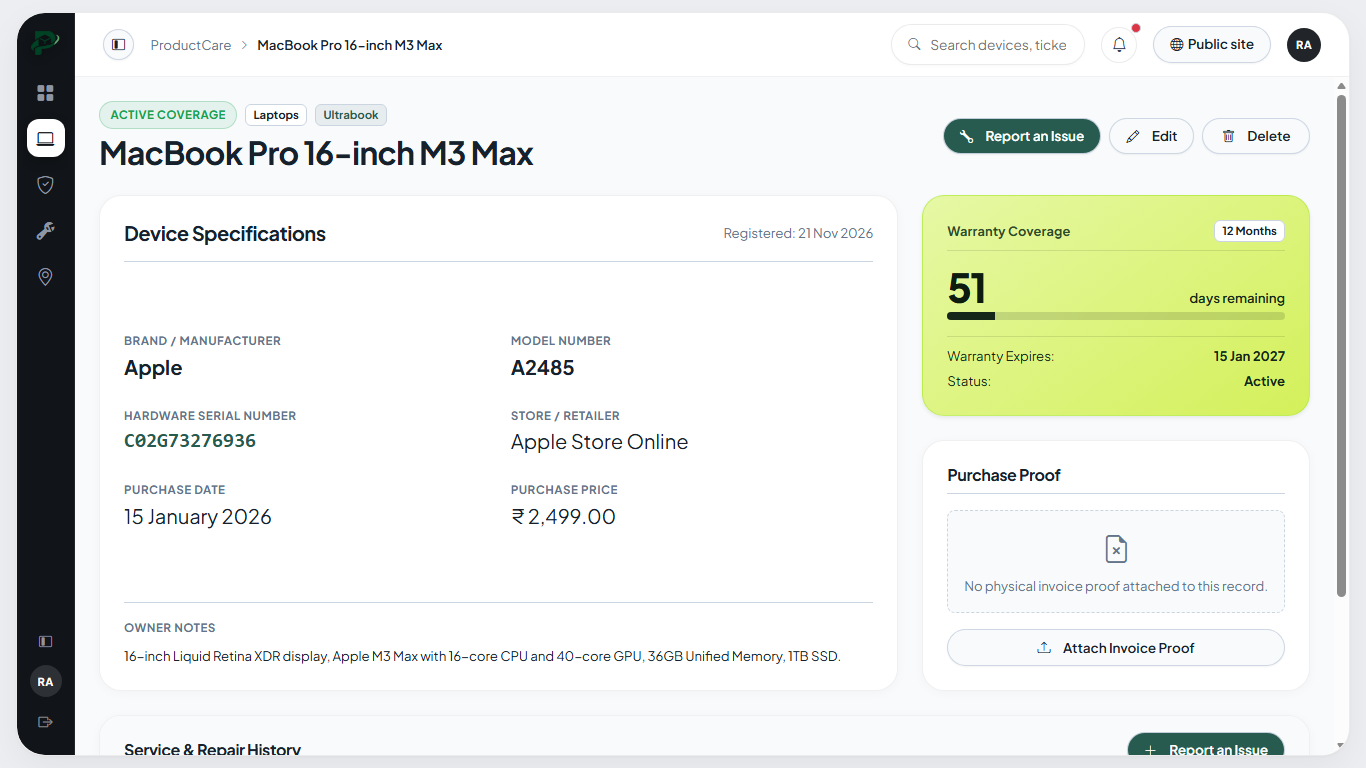 ProductCare > MacBook Pro 16-inch M3 Max
Search devices, ticke
Public site
RA
ACTIVE COVERAGE
Laptops
Ultrabook
MacBook Pro 16-inch M3 Max
Report an Issue
Edit
Delete
Device Specifications
Registered: 21 Nov 2026
BRAND / MANUFACTURER
Apple
MODEL NUMBER
A2485
HARDWARE SERIAL NUMBER
C02G73276936
STORE / RETAILER
Apple Store Online
PURCHASE DATE
15 January 2026
PURCHASE PRICE
₹ 2,499.00
OWNER NOTES
16-inch Liquid Retina XDR display, Apple M3 Max with 16-core CPU and 40-core GPU, 36GB Unified Memory, 1TB SSD.
Warranty Coverage
12 Months
51
days remaining
Warranty Expires:
15 Jan 2027
Status:
Active
Purchase Proof
No physical invoice proof attached to this record.
Attach Invoice Proof
RA
Service & Repair History
Report an Issue